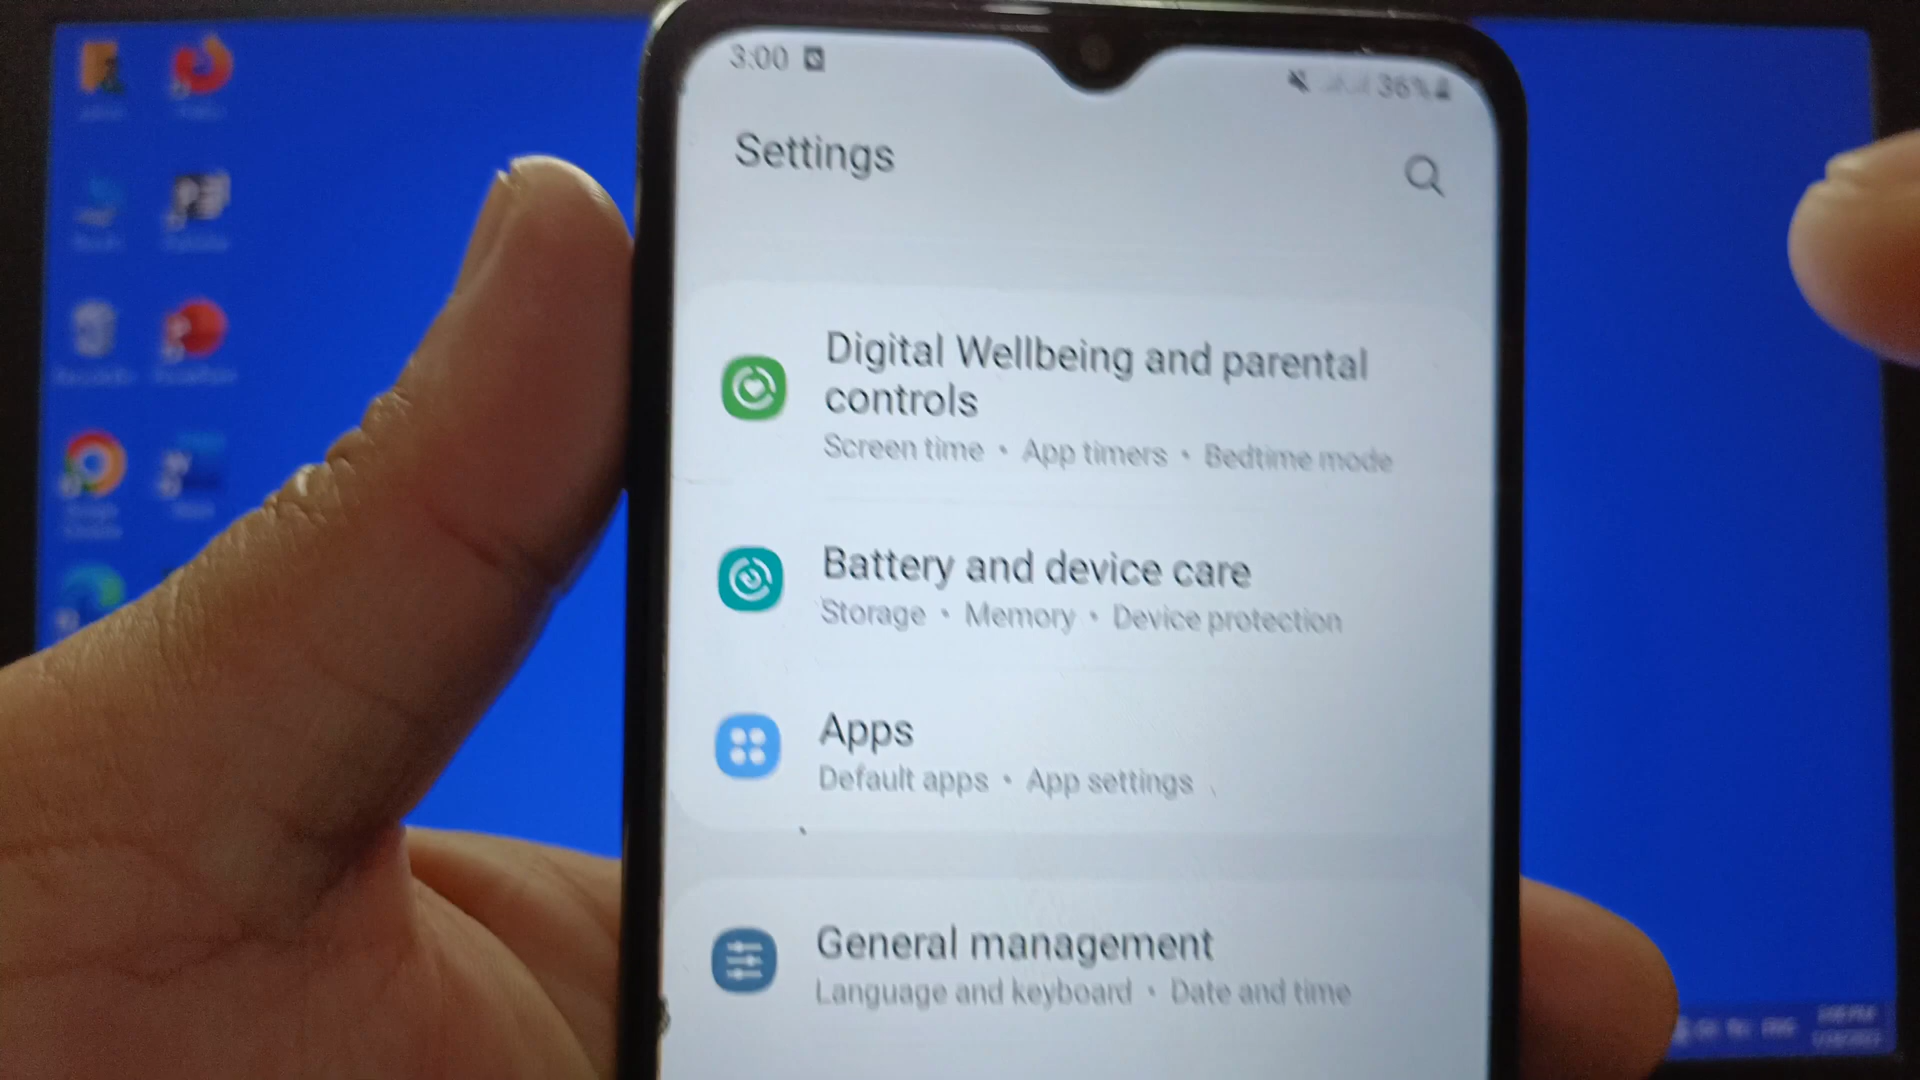 3:00
36%
Settings
Digital Wellbeing and parental
controls
Screen time • App timers • Bedtime mode
Battery and device care
Storage • Memory • Device protection
Apps
Default apps • App settings
General management
Language and keyboard • Date and time